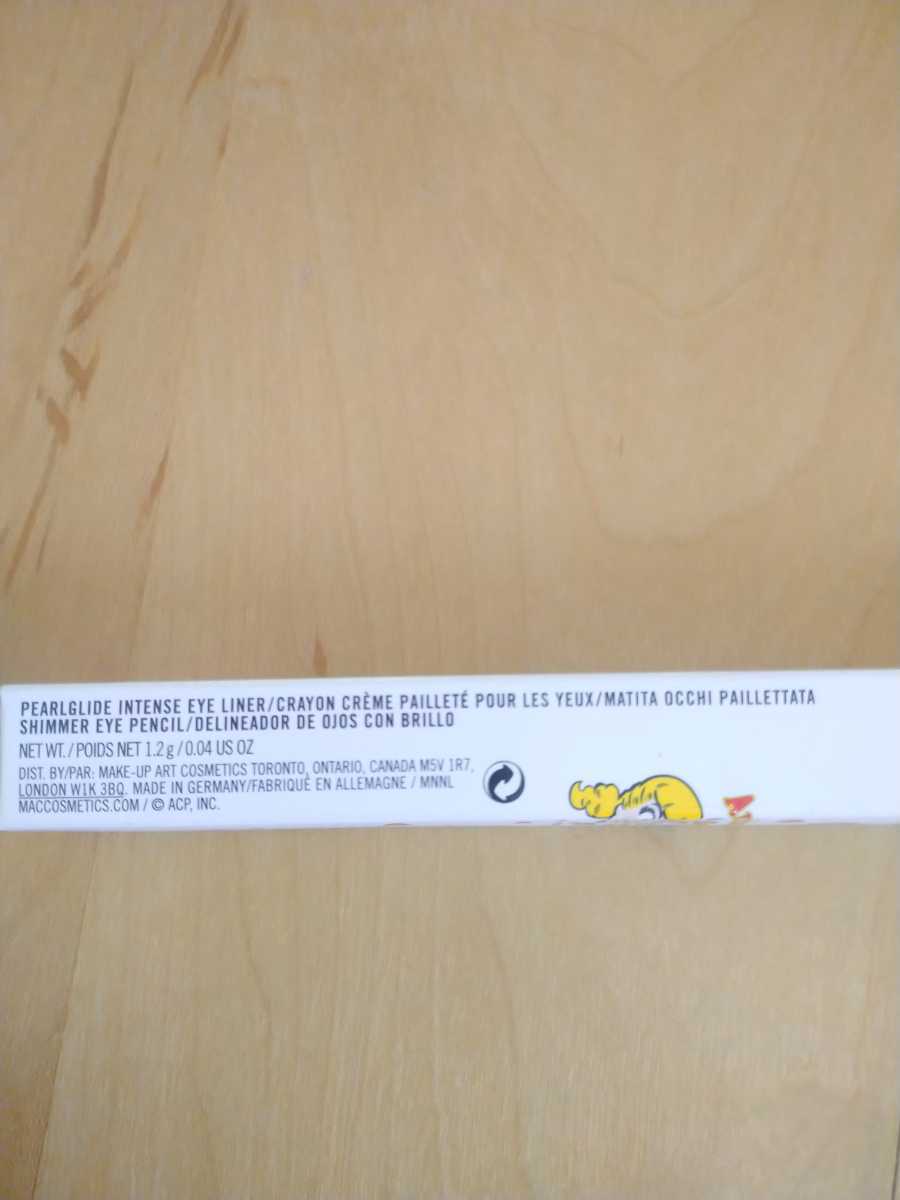 PEARLGLIDE INTENSE EYE LINER/CRAYON CRÈME PAILLETÉ POUR LES YEUX/MATITA OCCHI PAILLETTATA
SHIMMER EYE PENCIL/DELINEADOR DE OJOS CON BRILLO
NET WT./POIDS NET 1.2 g/0.04 US OZ
DIST. BY/PAR: MAKE-UP ART COSMETICS TORONTO, ONTARIO, CANADA M5V 1R7,
LONDON W1K 3BQ. MADE IN GERMANY/FABRIQUÉ EN ALLEMAGNE / MNNL
MACCOSMETICS.COM / © ACP, INC.